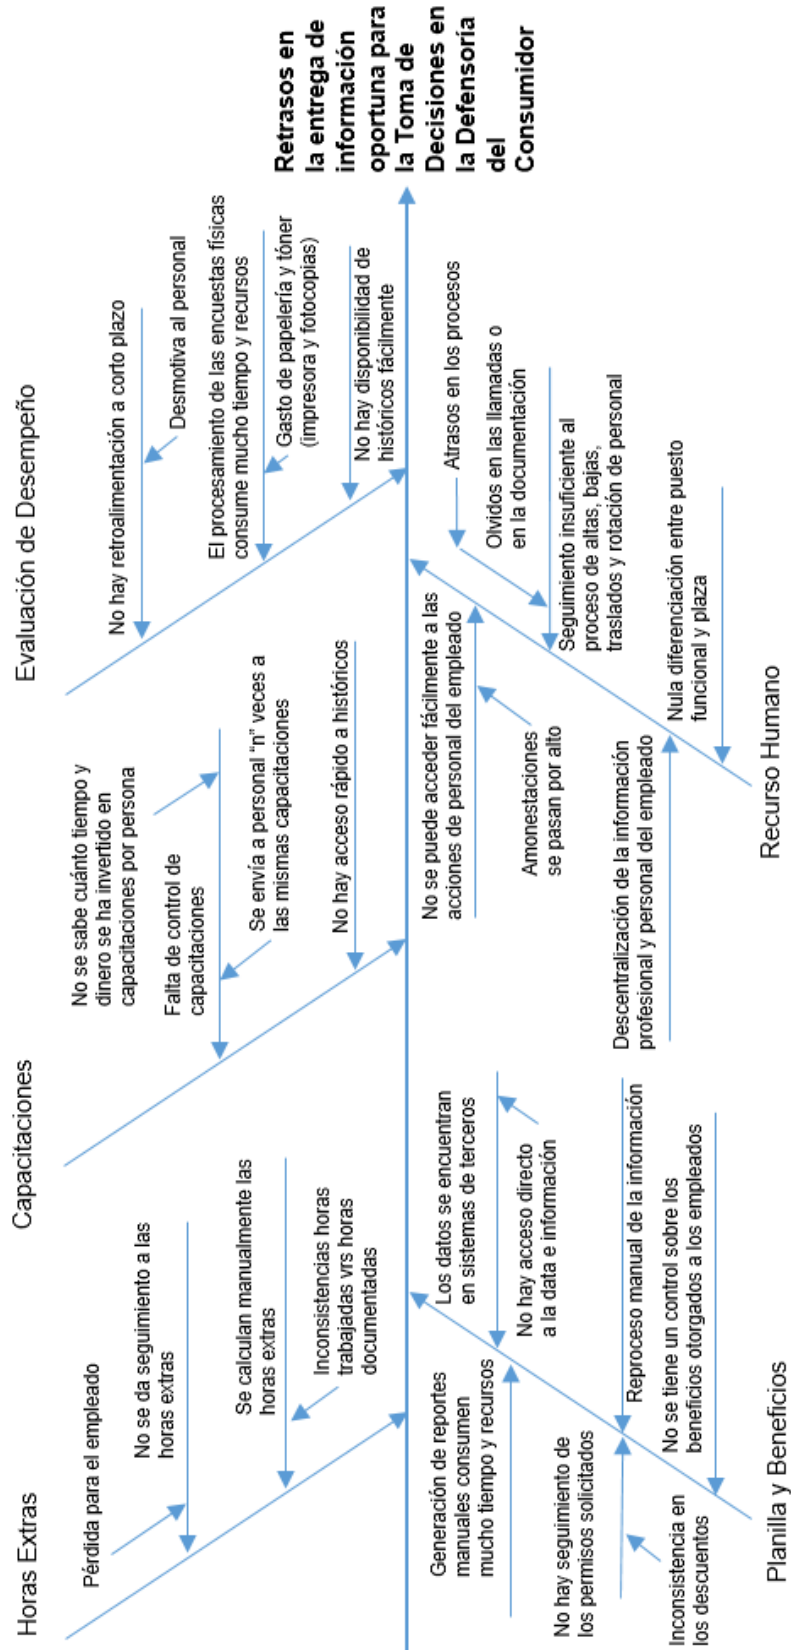 Horas Extras
Pérdida para el empleado
No se da seguimiento a las
horas extras
Se calculan manualmente las
horas extras
Inconsistencias horas
trabajadas vrs horas
documentadas
Capacitaciones
No se sabe cuánto tiempo y
dinero se ha invertido en
capacitaciones por persona
Falta de control de
capacitaciones
Se envía a personal “n” veces a
las mismas capacitaciones
No hay acceso rápido a históricos
Evaluación de Desempeño
No hay retroalimentación a corto plazo
Desmotiva al personal
El procesamiento de las encuestas físicas
consume mucho tiempo y recursos
Gasto de papelería y tóner
(impresora y fotocopias)
No hay disponibilidad de
históricos fácilmente
Retrasos en
la entrega de
información
oportuna para
la Toma de
Decisiones en
la Defensoría
del
Consumidor
Generación de reportes
manuales consumen
mucho tiempo y recursos
Los datos se encuentran
en sistemas de terceros
No hay acceso directo
a la data e información
No hay seguimiento de
los permisos solicitados
Inconsistencia en
los descuentos
Reproceso manual de la información
No se tiene un control sobre los
beneficios otorgados a los empleados
Planilla y Beneficios
No se puede acceder fácilmente a las
acciones de personal del empleado
Amonestaciones
se pasan por alto
Atrasos en los procesos
Olvidos en las llamadas o
en la documentación
Seguimiento insuficiente al
proceso de altas, bajas,
traslados y rotación de personal
Descentralización de la información
profesional y personal del empleado
Nula diferenciación entre puesto
funcional y plaza
Recurso Humano